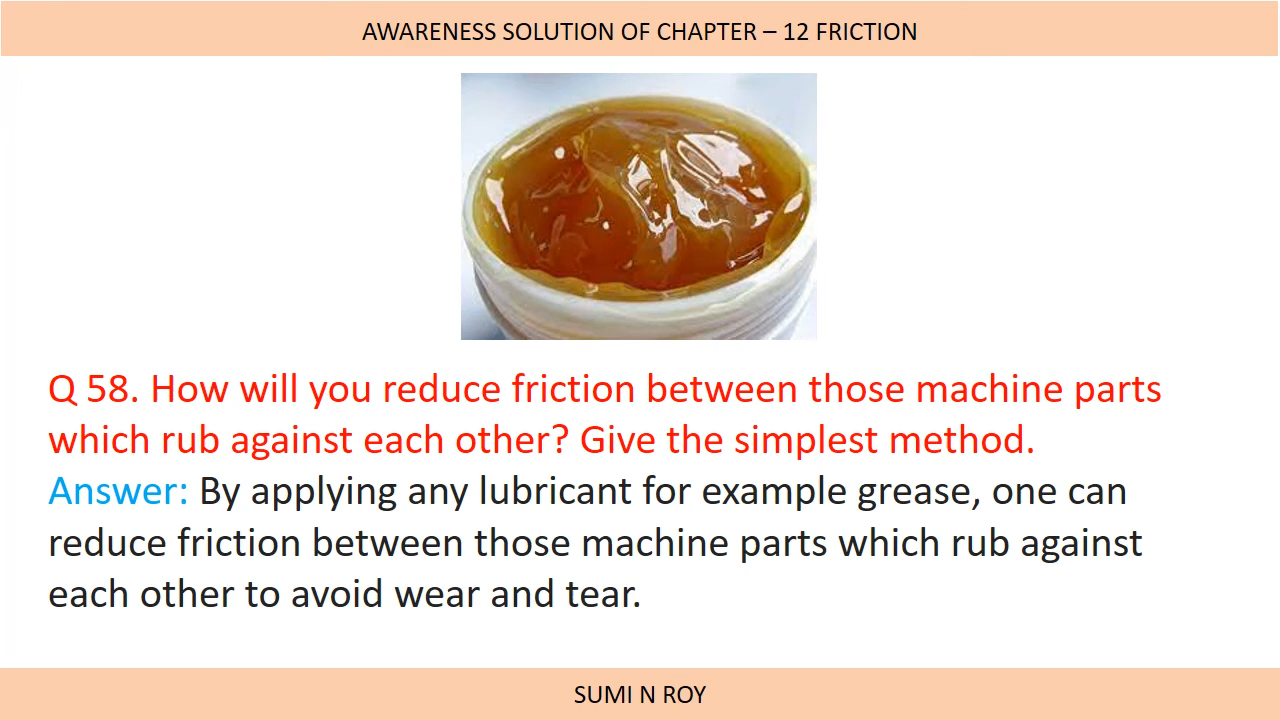 AWARENESS SOLUTION OF CHAPTER – 12 FRICTION
Q 58. How will you reduce friction between those machine parts
which rub against each other? Give the simplest method.
Answer: By applying any lubricant for example grease, one can
reduce friction between those machine parts which rub against
each other to avoid wear and tear.
SUMI N ROY